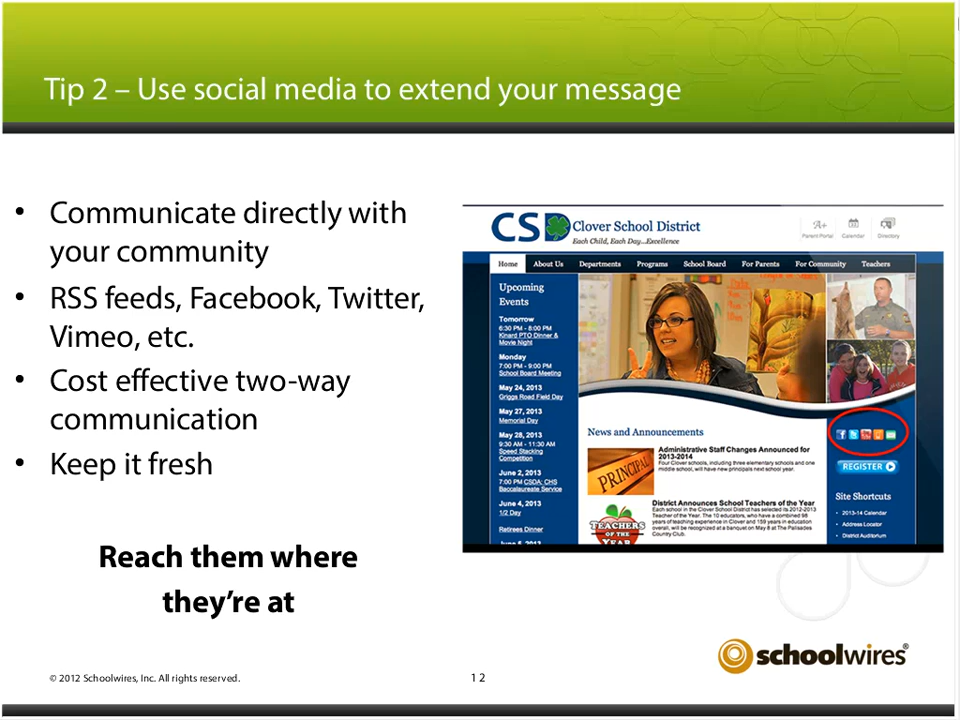 Tip 2 – Use social media to extend your message
• Communicate directly with
your community
• RSS feeds, Facebook, Twitter,
Vimeo, etc.
• Cost effective two-way
communication
• Keep it fresh
Reach them where
they’re at
CSD Clover School District
Each Child, Each Day...Excellence
A+
Parent Portal Calendar Directory
Home About Us Departments Programs School Board For Parents For Community Teachers
Upcoming
Events
Tomorrow
6:30 PM - 8:00 PM
Kinard PTO Dinner &
Movie Night
Monday
7:00 PM - 9:00 PM
School Board Meeting
May 24, 2013
Griggs Road Field Day
May 27, 2013
Memorial Day
May 28, 2013
9:30 AM - 11:30 AM
Speed Stacking
Competition
June 2, 2013
7:00 PM CSDA: CHS
Baccalaureate Service
June 4, 2013
1/2 Day
Retirees Dinner
June 5, 2013
News and Announcements
PRINCIPAL
Administrative Staff Changes Announced for
2013-2014
Four Clover schools, including three elementary schools and one
middle school, will have new principals next school year.
TEACHERS
OF THE
YEAR
District Announces School Teachers of the Year
Each school in the Clover School District has selected its 2012-2013
Teacher of the Year. The 10 educators, who have a combined 98
years of teaching experience in Clover and 159 years in education
overall, will be recognized at a banquet on May 8 at The Palisades
Country Club.
REGISTER
Site Shortcuts
• 2013-14 Calendar
• Address Locator
• District Auditorium
schoolwires®
© 2012 Schoolwires, Inc. All rights reserved.
12